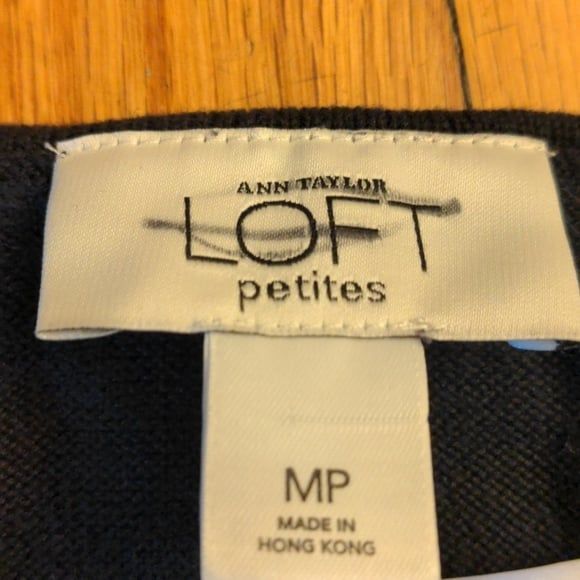 ANN TAYLOR
LOFT
petites
MP
MADE IN
HONG KONG